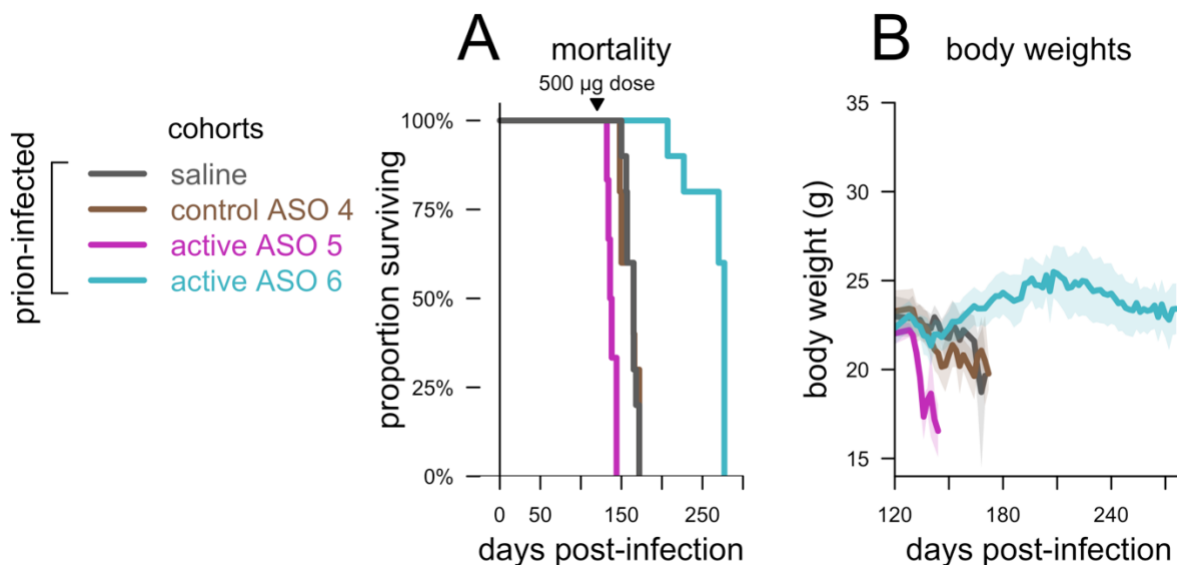 prion-infected
cohorts
saline
control ASO 4
active ASO 5
active ASO 6
A
mortality
500 µg dose
proportion surviving
100%
75%
50%
25%
0%
0 50 150 250
days post-infection
B
body weights
body weight (g)
35
30
25
20
15
120 180 240
days post-infection